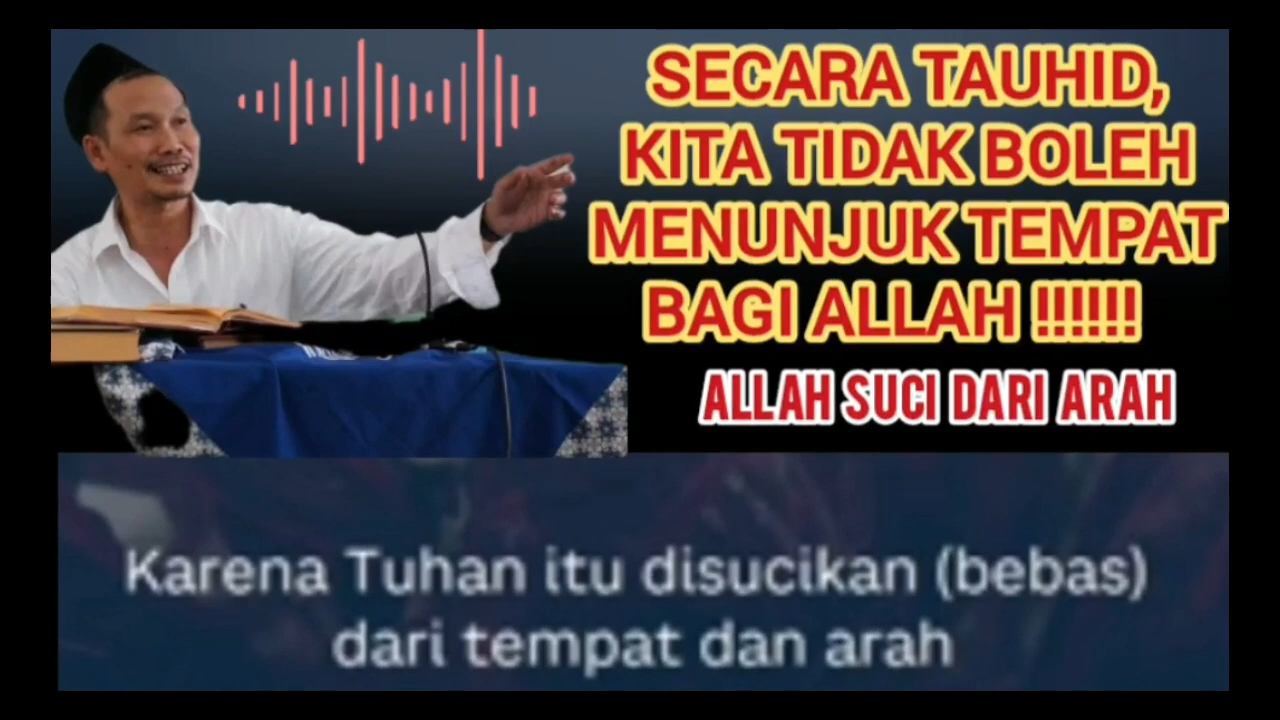 SECARA TAUHID,
KITA TIDAK BOLEH
MENUNJUK TEMPAT
BAGI ALLAH !!!!!!
ALLAH SUCI DARI ARAH
Karena Tuhan itu disucikan (bebas)
dari tempat dan arah